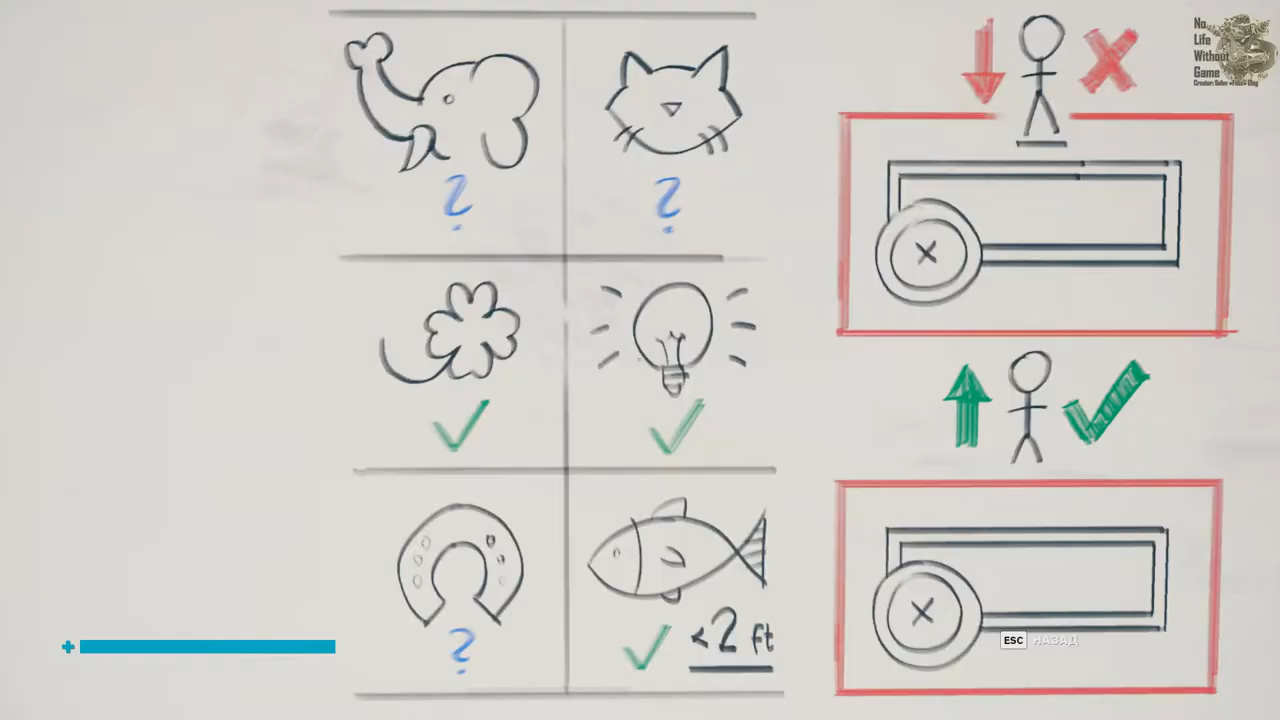 No
Life
Without
Game
?
?
<2 ft
?
ESC НАЗАД